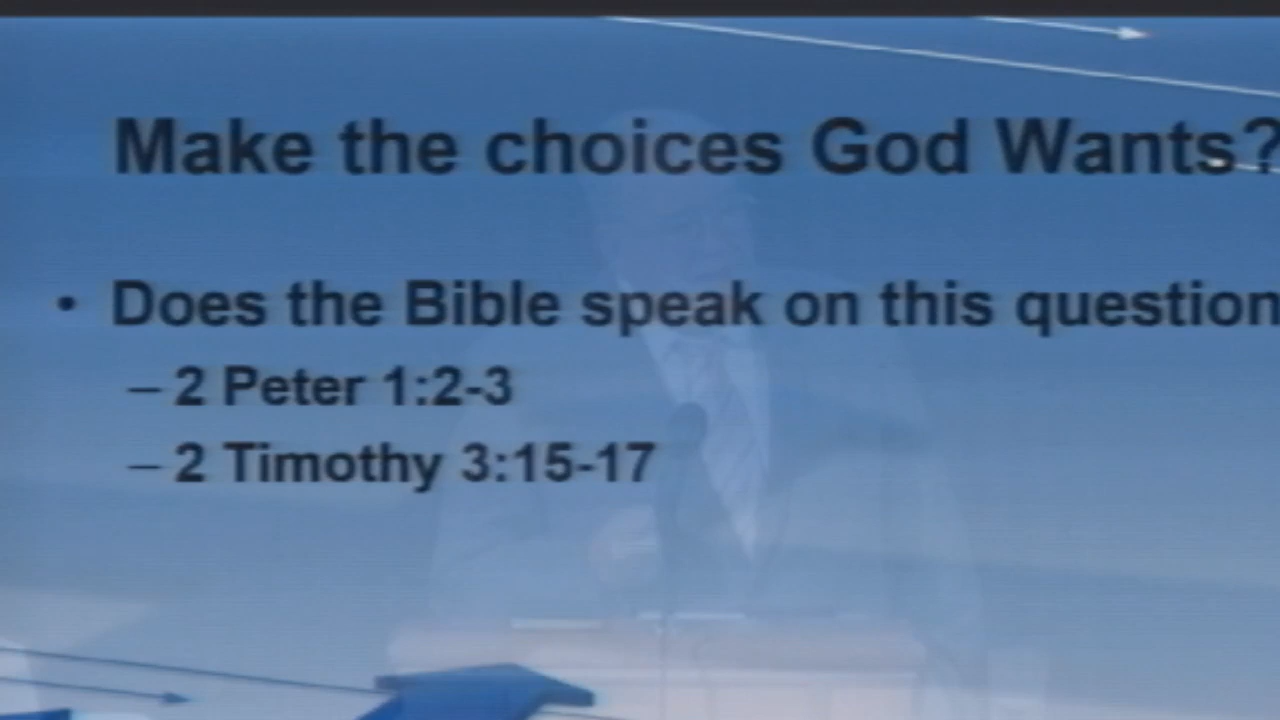 Make the choices God Wants?
• Does the Bible speak on this question
– 2 Peter 1:2-3
– 2 Timothy 3:15-17